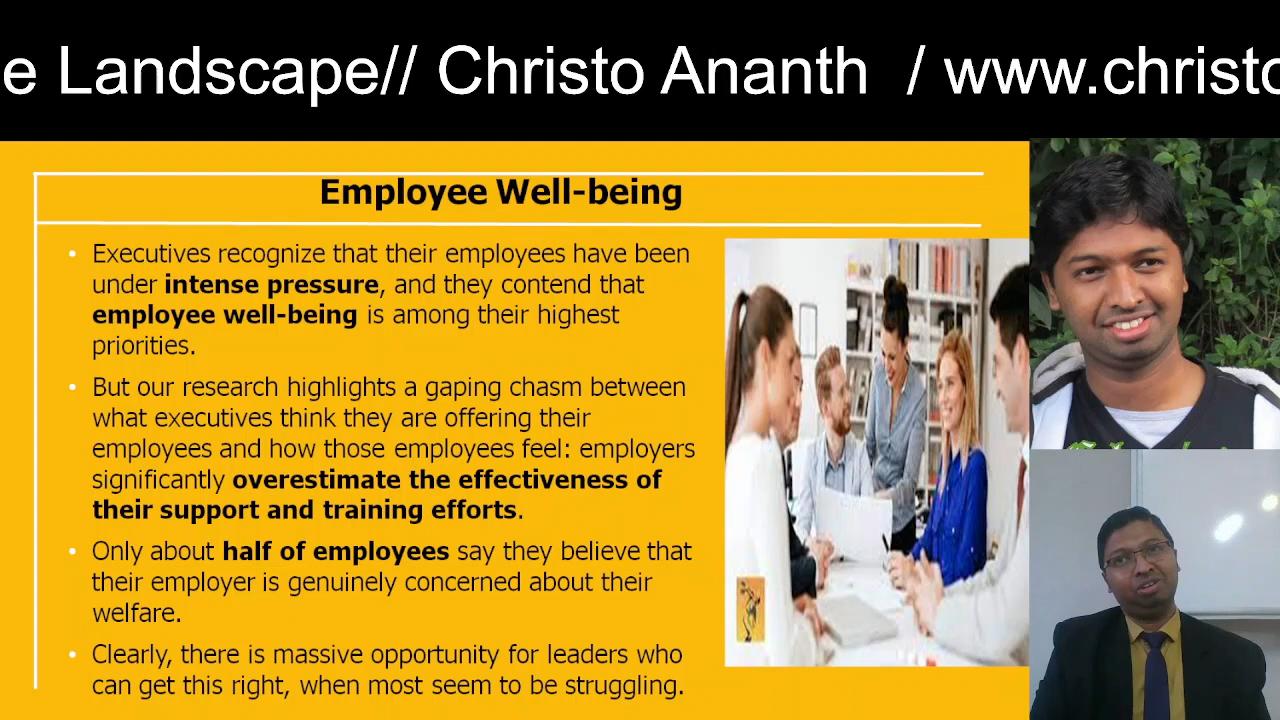 e Landscape// Christo Ananth / www.christo
Employee Well-being
• Executives recognize that their employees have been
under intense pressure, and they contend that
employee well-being is among their highest
priorities.
• But our research highlights a gaping chasm between
what executives think they are offering their
employees and how those employees feel: employers
significantly overestimate the effectiveness of
their support and training efforts.
• Only about half of employees say they believe that
their employer is genuinely concerned about their
welfare.
• Clearly, there is massive opportunity for leaders who
can get this right, when most seem to be struggling.